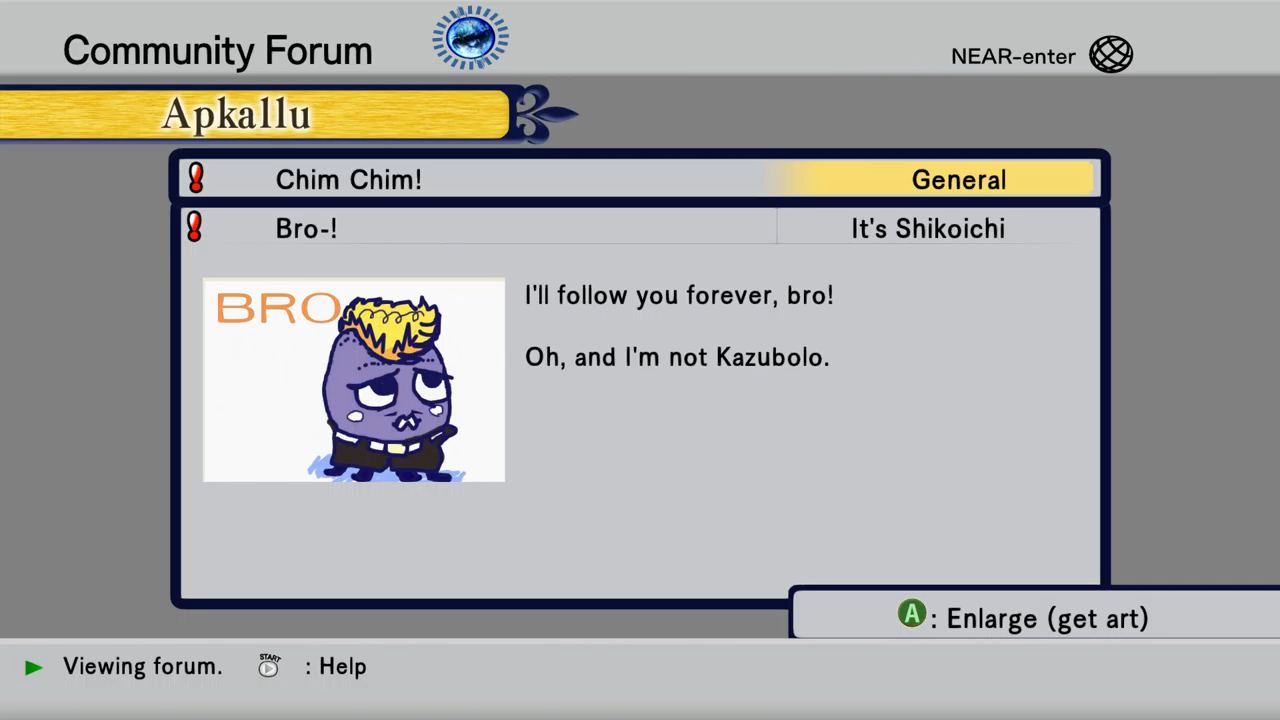 Community Forum
NEAR-enter
Apkallu
Chim Chim!
General
Bro-!
It's Shikoichi
BRO
I'll follow you forever, bro!
Oh, and I'm not Kazubolo.
A : Enlarge (get art)
Viewing forum.
START
: Help